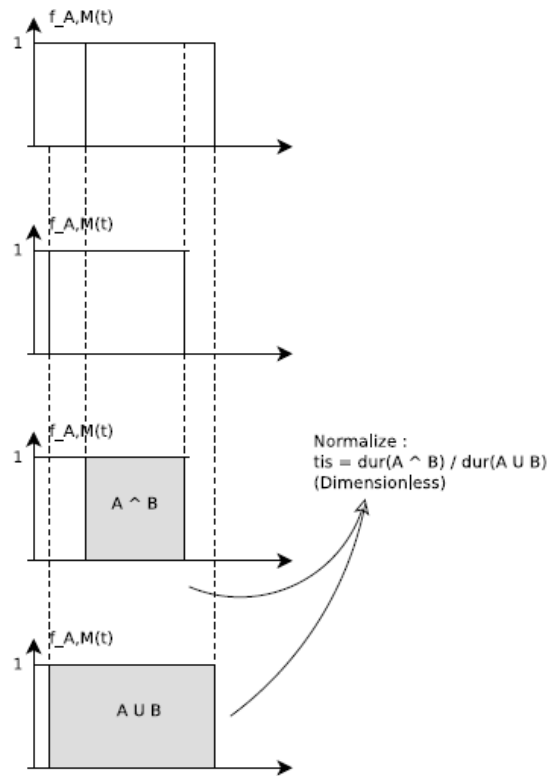 f_A,M(t)
1
f_A,M(t)
1
f_A,M(t)
1
A ^ B
Normalize :
tis = dur(A ^ B) / dur(A U B)
(Dimensionless)
f_A,M(t)
1
A U B